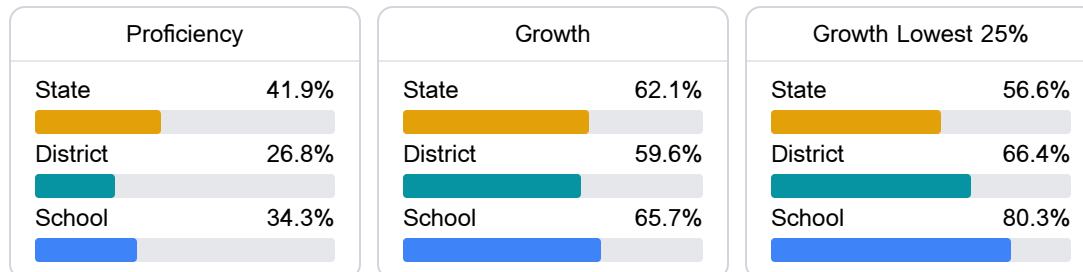 Proficiency
State 41.9%
District 26.8%
School 34.3%
Growth
State 62.1%
District 59.6%
School 65.7%
Growth Lowest 25%
State 56.6%
District 66.4%
School 80.3%